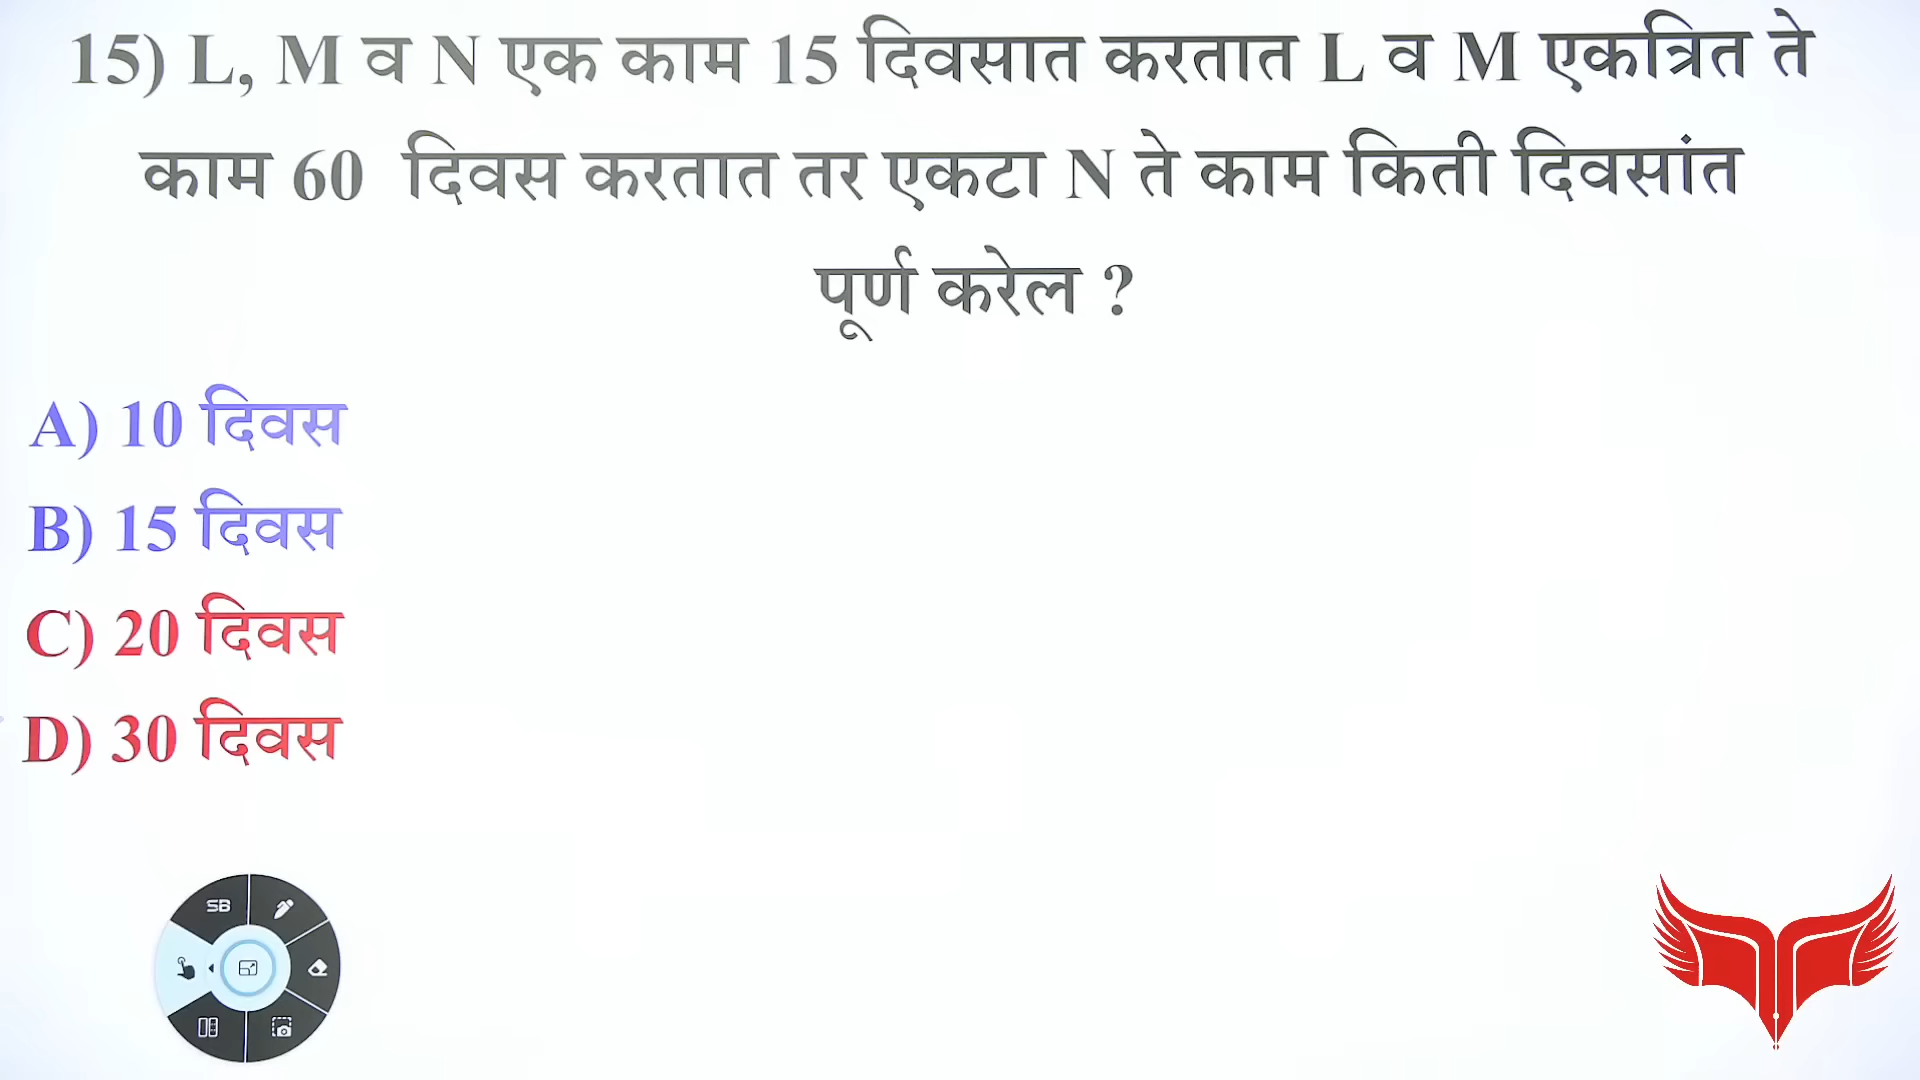 15) L, M व N एक काम 15 दिवसात करतात L व M एकत्रित ते
काम 60 दिवस करतात तर एकटा N ते काम किती दिवसांत
पूर्ण करेल ?
A) 10 दिवस
B) 15 दिवस
C) 20 दिवस
D) 30 दिवस
SB